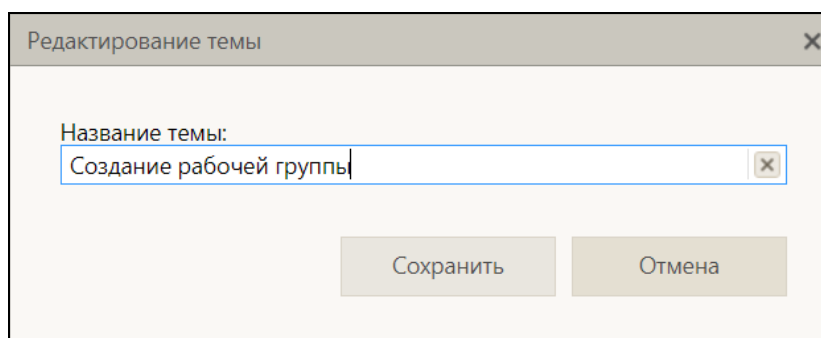 Редактирование темы
Название темы:
Создание рабочей группы
Сохранить Отмена